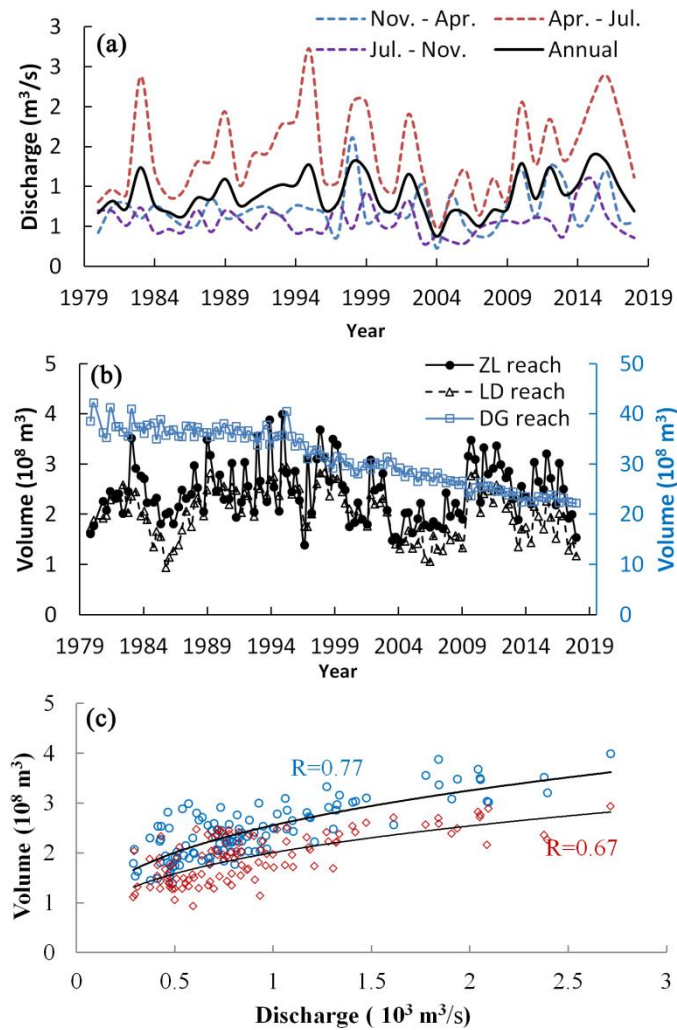 (a)
Nov. - Apr.
Apr. - Jul.
Jul. - Nov.
Annual
Discharge (m³/s)
3
3
2
2
1
1
0
1979 1984 1989 1994 1999 2004 2009 2014 2019
Year
(b)
ZL reach
LD reach
DG reach
Volume (10⁸ m³)
5
4
3
2
1
0
Volume (10⁸ m³)
50
40
30
20
10
0
1979 1984 1989 1994 1999 2004 2009 2014 2019
Year
(c)
R=0.77
R=0.67
Volume (10⁸ m³)
5
4
3
2
1
0
0 0.5 1 1.5 2 2.5 3
Discharge ( 10³ m³/s)